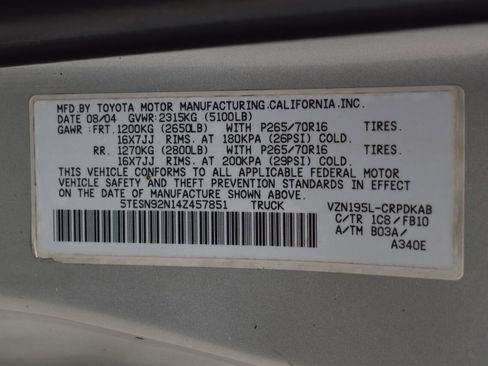 MFD.BY TOYOTA MOTOR MANUFACTURING,CALIFORNIA,INC.
DATE 08/04 GVWR:2315KG (5100LB)
GAWR : FRT.1200KG (2650LB) WITH P265/70R16 TIRES.
16X7JJ RIMS. AT 180KPA (26PSI) COLD.
RR. 1270KG (2800LB) WITH P265/70R16 TIRES.
16X7JJ RIMS. AT 200KPA (29PSI) COLD.
THIS VEHICLE CONFORMS TO ALL APPLICABLE FEDERAL MOTOR
VEHICLE SAFETY AND THEFT PREVENTION STANDARDS IN EFFECT
ON THE DATE OF MANUFACTURE SHOWN ABOVE.
5TESN92N14Z457851 TRUCK VZN195L-CRPDKAB
C/TR 1C8/FB10
A/TM B03A/
A340E